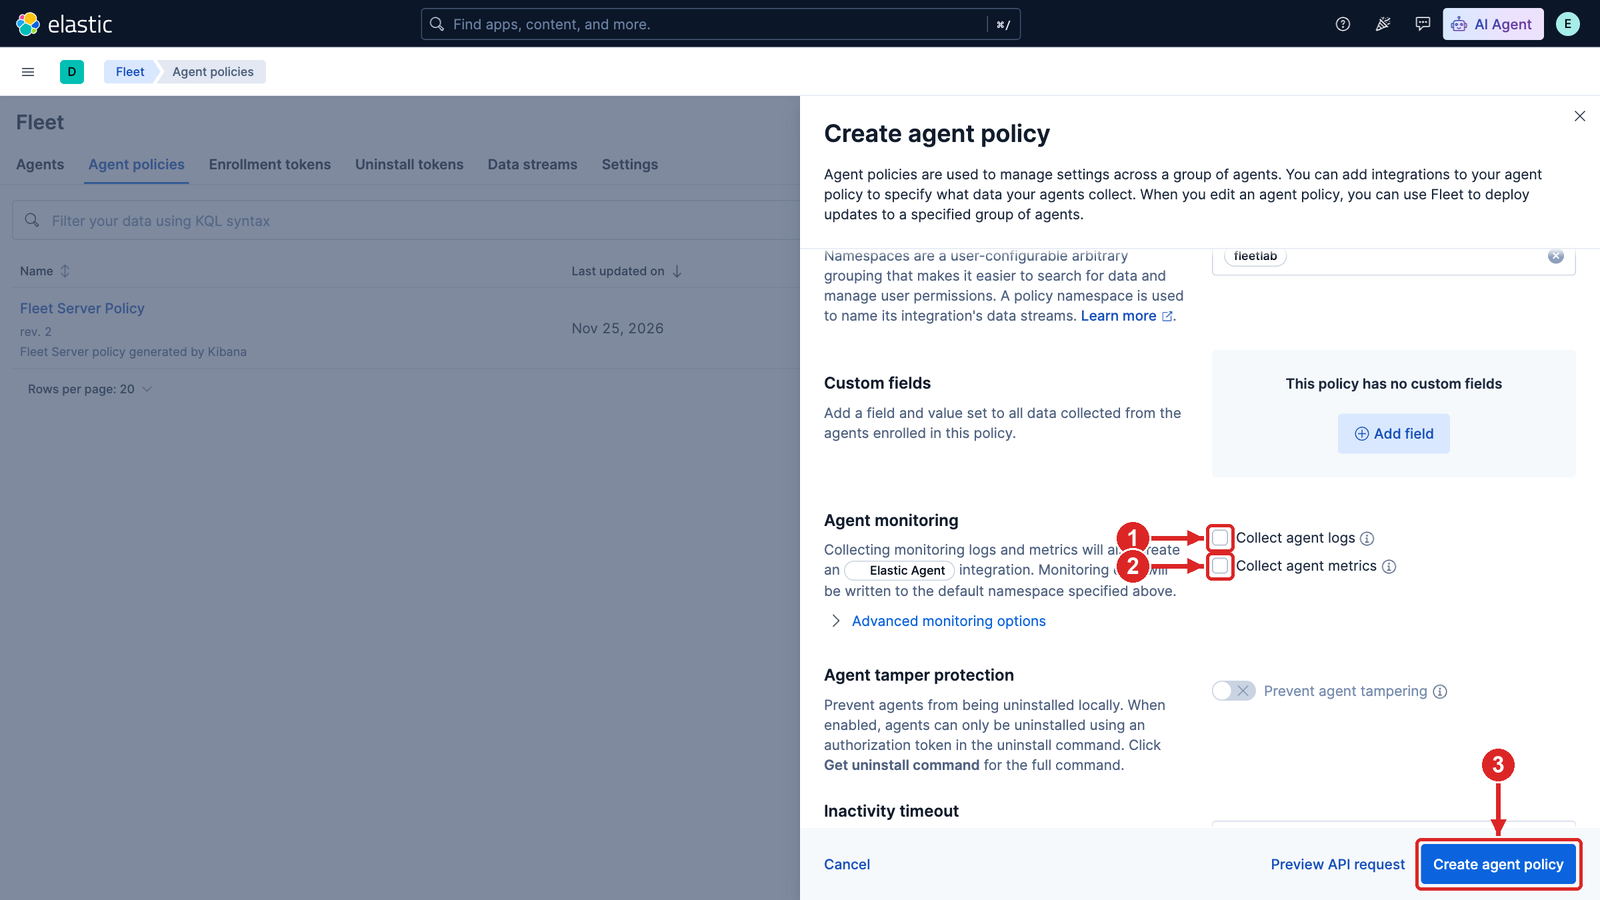 elastic
Find apps, content, and more.
⌘/
AI Agent
E
D
Fleet
Agent policies
Fleet
Agents
Agent policies
Enrollment tokens
Uninstall tokens
Data streams
Settings
Filter your data using KQL syntax
Name
Last updated on
Fleet Server Policy
rev. 2
Fleet Server policy generated by Kibana
Nov 25, 2026
Rows per page: 20
Create agent policy
Agent policies are used to manage settings across a group of agents. You can add integrations to your agent
policy to specify what data your agents collect. When you edit an agent policy, you can use Fleet to deploy
updates to a specified group of agents.
Namespaces are a user-configurable arbitrary
grouping that makes it easier to search for data and
manage user permissions. A policy namespace is used
to name its integration's data streams. Learn more.
fleetlab
Custom fields
Add a field and value set to all data collected from the
agents enrolled in this policy.
This policy has no custom fields
Add field
Agent monitoring
Collecting monitoring logs and metrics will
an Elastic Agent integration. Monitoring
be written to the default namespace specified above.
Advanced monitoring options
1
Collect agent logs
2
Collect agent metrics
Agent tamper protection
Prevent agents from being uninstalled locally. When
enabled, agents can only be uninstalled using an
authorization token in the uninstall command. Click
Get uninstall command for the full command.
Prevent agent tampering
Inactivity timeout
3
Cancel
Preview API request
Create agent policy